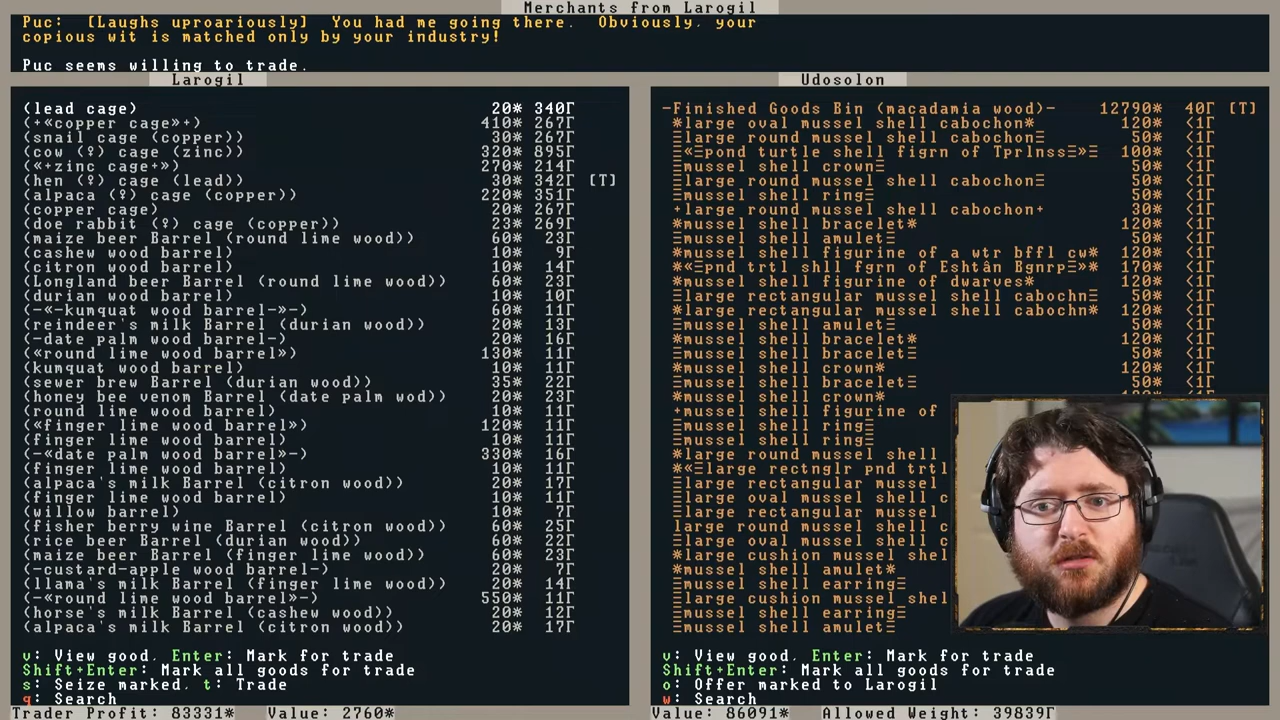 Merchants from Larogil
Puc: [Laughs uproariously] You had me going there. Obviously, your
copious wit is matched only by your industry!
Puc seems willing to trade.
Larogil
(lead cage) 20* 340Γ
(+«copper cage»+) 410* 267Γ
(snail cage (copper)) 30* 267Γ
(cow (♀) cage (zinc)) 320* 895Γ
(«+zinc cage+») 270* 214Γ
(hen (♀) cage (lead)) 30* 342Γ [T]
(alpaca (♀) cage (copper)) 220* 351Γ
(copper cage) 20* 267Γ
(doe rabbit (♀) cage (copper)) 23* 269Γ
(maize beer Barrel (round lime wood)) 60* 23Γ
(cashew wood barrel) 10* 9Γ
(citron wood barrel) 10* 14Γ
(Longland beer Barrel (round lime wood)) 60* 23Γ
(durian wood barrel) 10* 10Γ
(-«-kumquat wood barrel-»-) 60* 11Γ
(reindeer's milk Barrel (durian wood)) 20* 13Γ
(-date palm wood barrel-) 20* 16Γ
(«round lime wood barrel») 130* 11Γ
(kumquat wood barrel) 10* 11Γ
(sewer brew Barrel (durian wood)) 35* 22Γ
(honey bee venom Barrel (date palm wod)) 20* 23Γ
(round lime wood barrel) 10* 11Γ
(«finger lime wood barrel») 120* 11Γ
(finger lime wood barrel) 10* 11Γ
(-«date palm wood barrel»-) 330* 16Γ
(finger lime wood barrel) 10* 11Γ
(alpaca's milk Barrel (citron wood)) 20* 17Γ
(finger lime wood barrel) 10* 11Γ
(willow barrel) 10* 7Γ
(fisher berry wine Barrel (citron wood)) 60* 25Γ
(rice beer Barrel (durian wood)) 60* 22Γ
(maize beer Barrel (finger lime wood)) 60* 23Γ
(-custard-apple wood barrel-) 20* 7Γ
(llama's milk Barrel (finger lime wood)) 20* 14Γ
(-«round lime wood barrel»-) 550* 11Γ
(horse's milk Barrel (cashew wood)) 20* 12Γ
(alpaca's milk Barrel (citron wood)) 20* 17Γ
v: View good, Enter: Mark for trade
Shift+Enter: Mark all goods for trade
s: Seize marked, t: Trade
q: Search
Trader Profit: 83331* Value: 2760*
Udosolon
-Finished Goods Bin (macadamia wood)- 12790* 40Γ [T]
*large oval mussel shell cabochon* 120* <1Γ
≡large round mussel shell cabochon≡ 50* <1Γ
≡«≡pond turtle shell figrn of Tprlnss≡»≡ 100* <1Γ
≡mussel shell crown≡ 50* <1Γ
≡large round mussel shell cabochon≡ 50* <1Γ
≡mussel shell ring≡ 50* <1Γ
+large round mussel shell cabochon+ 30* <1Γ
*mussel shell bracelet* 120* <1Γ
≡mussel shell amulet≡ 50* <1Γ
*mussel shell figurine of a wtr bffl cw* 120* <1Γ
*«≡pnd trtl shll fgrn of Eshtân Bgnrp≡»* 170* <1Γ
*mussel shell figurine of dwarves* 120* <1Γ
≡large rectangular mussel shell cabochn≡ 50* <1Γ
*large rectangular mussel shell cabochn* 120* <1Γ
≡mussel shell amulet≡ 50* <1Γ
*mussel shell bracelet* 120* <1Γ
≡mussel shell bracelet≡ 50* <1Γ
*mussel shell crown* 120* <1Γ
≡mussel shell bracelet≡ 50* <1Γ
*mussel shell crown*
+mussel shell figurine of
≡mussel shell ring≡
≡mussel shell ring≡
*large round mussel shell
*«≡large rectnglr pnd trtl
≡large rectangular mussel
≡large oval mussel shell c
≡large rectangular mussel
large round mussel shell c
≡large oval mussel shell c
*large cushion mussel shel
*mussel shell amulet*
≡mussel shell earring≡
≡large cushion mussel shel
≡mussel shell earring≡
≡mussel shell amulet≡
v: View good, Enter: Mark for trade
Shift+Enter: Mark all goods for trade
o: Offer marked to Larogil
w: Search
Value: 86091* Allowed Weight: 39839Γ